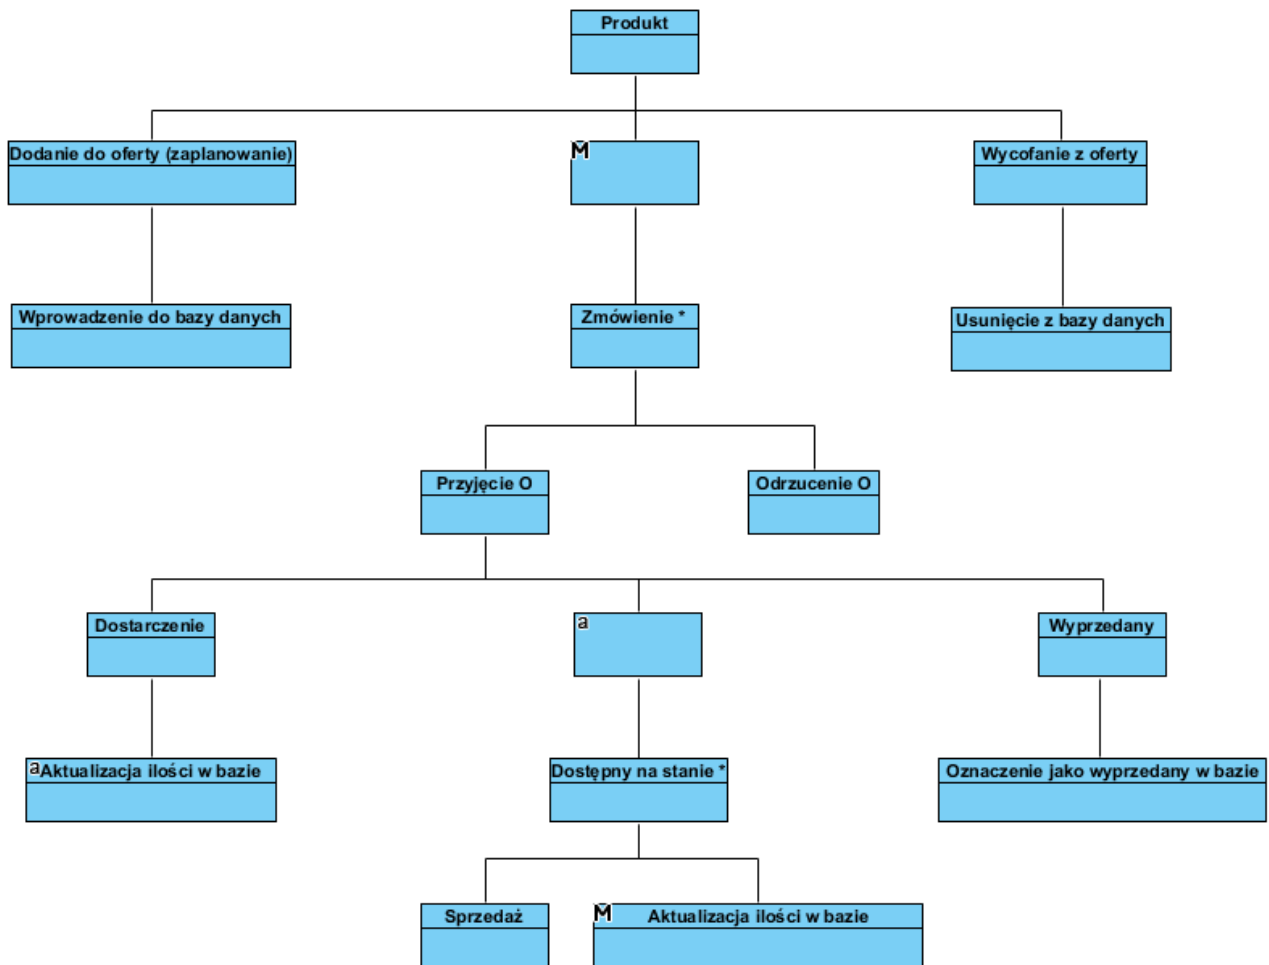 Produkt
Dodanie do oferty (zaplanowanie)
M
Wycofanie z oferty
Wprowadzenie do bazy danych
Zmówienie *
Usunięcie z bazy danych
Przyjęcie O
Odrzucenie O
Dostarczenie
a
Wyprzedany
a Aktualizacja ilości w bazie
Dostępny na stanie *
Oznaczenie jako wyprzedany w bazie
Sprzedaż
M Aktualizacja ilości w bazie